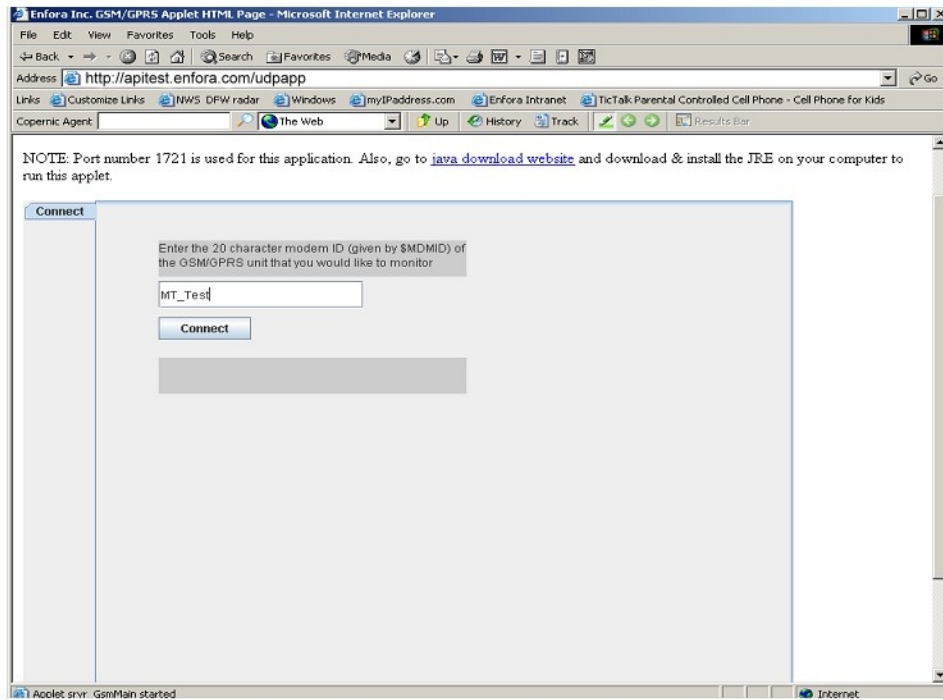 Enfora Inc. GSM/GPRS Applet HTML Page - Microsoft Internet Explorer
File Edit View Favorites Tools Help
Back Search Favorites Media
Address http://apitest.enfora.com/udpapp Go
Links Customize Links NWS DFW radar Windows myIPaddress.com Enfora Intranet TicTalk Parental Controlled Cell Phone - Cell Phone for Kids
Copernic Agent The Web Up History Track Results Bar
NOTE: Port number 1721 is used for this application. Also, go to java download website and download & install the JRE on your computer to
run this applet.
Connect
Enter the 20 character modem ID (given by $MDMID) of
the GSM/GPRS unit that you would like to monitor
MT_Test
Connect
Applet srvr_GsmMain started Internet